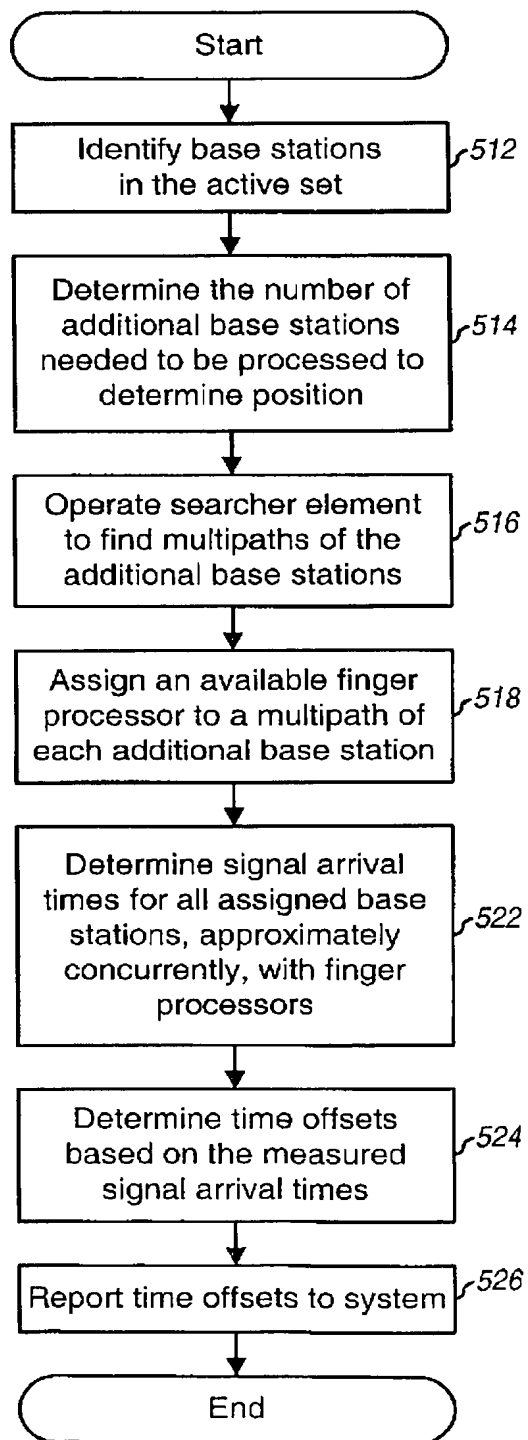 Start
Identify base stations
in the active set
512
Determine the number of
additional base stations
needed to be processed to
determine position
514
Operate searcher element
to find multipaths of the
additional base stations
516
Assign an available finger
processor to a multipath of
each additional base station
518
Determine signal arrival
times for all assigned base
stations, approximately
concurrently, with finger
processors
522
Determine time offsets
based on the measured
signal arrival times
524
Report time offsets to system
526
End